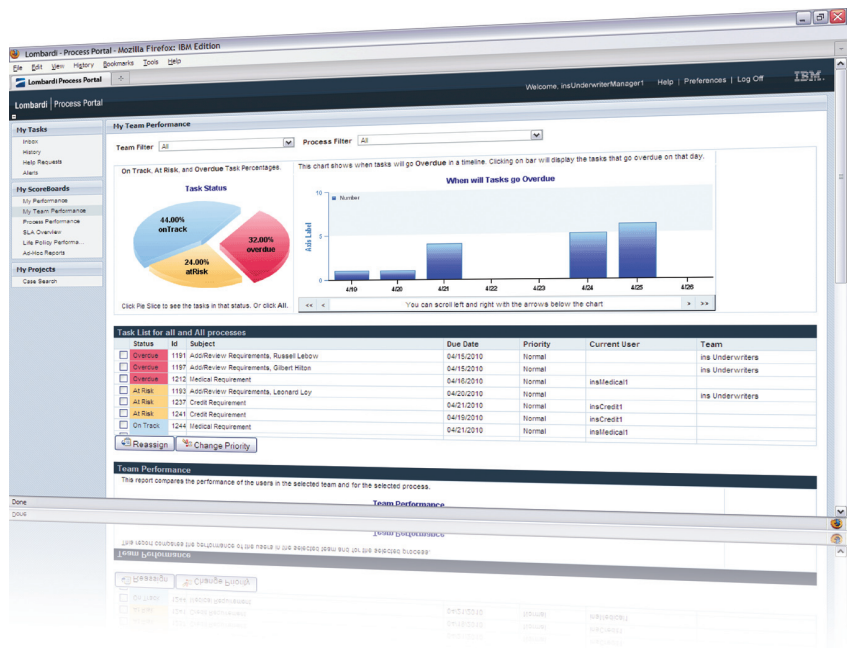 Lombardi - Process Portal - Mozilla Firefox: IBM Edition
File Edit View History Bookmarks Tools Help
Lombardi Process Portal
Welcome, insUnderwriterManager1 Help | Preferences | Log Off IBM.
Lombardi | Process Portal
My Tasks
Inbox
History
Help Requests
Alerts
My ScoreBoards
My Performance
My Team Performance
Process Performance
SLA Overview
Life Policy Performa...
Ad-Hoc Reports
My Projects
Case Search
My Team Performance
Team Filter All Process Filter All
On Track, At Risk, and Overdue Task Percentages.
Task Status
44.00%
onTrack
32.00%
overdue
24.00%
atRisk
Click Pie Slice to see the tasks in that status. Or click All.
This chart shows when tasks will go Overdue in a timeline. Clicking on bar will display the tasks that go overdue on that day.
When will Tasks go Overdue
Number
Axis Label
10
5
0
4/19 4/20 4/21 4/22 4/23 4/24 4/25 4/26
<< < You can scroll left and right with the arrows below the chart > >>
Task List for all and All processes
Status Id Subject Due Date Priority Current User Team
Overdue 1191 Add/Review Requirements, Russell Lebow 04/15/2010 Normal ins Underwriters
Overdue 1197 Add/Review Requirements, Gilbert Hilton 04/15/2010 Normal ins Underwriters
Overdue 1212 Medical Requirement 04/16/2010 Normal insMedical1
At Risk 1193 Add/Review Requirements, Leonard Loy 04/20/2010 Normal ins Underwriters
At Risk 1237 Credit Requirement 04/21/2010 Normal insCredit1
At Risk 1241 Credit Requirement 04/19/2010 Normal insCredit1
On Track 1244 Medical Requirement 04/21/2010 Normal insMedical1
Reassign Change Priority
Team Performance
This report compares the performance of the users in the selected team and for the selected process.
Team Performance
Done